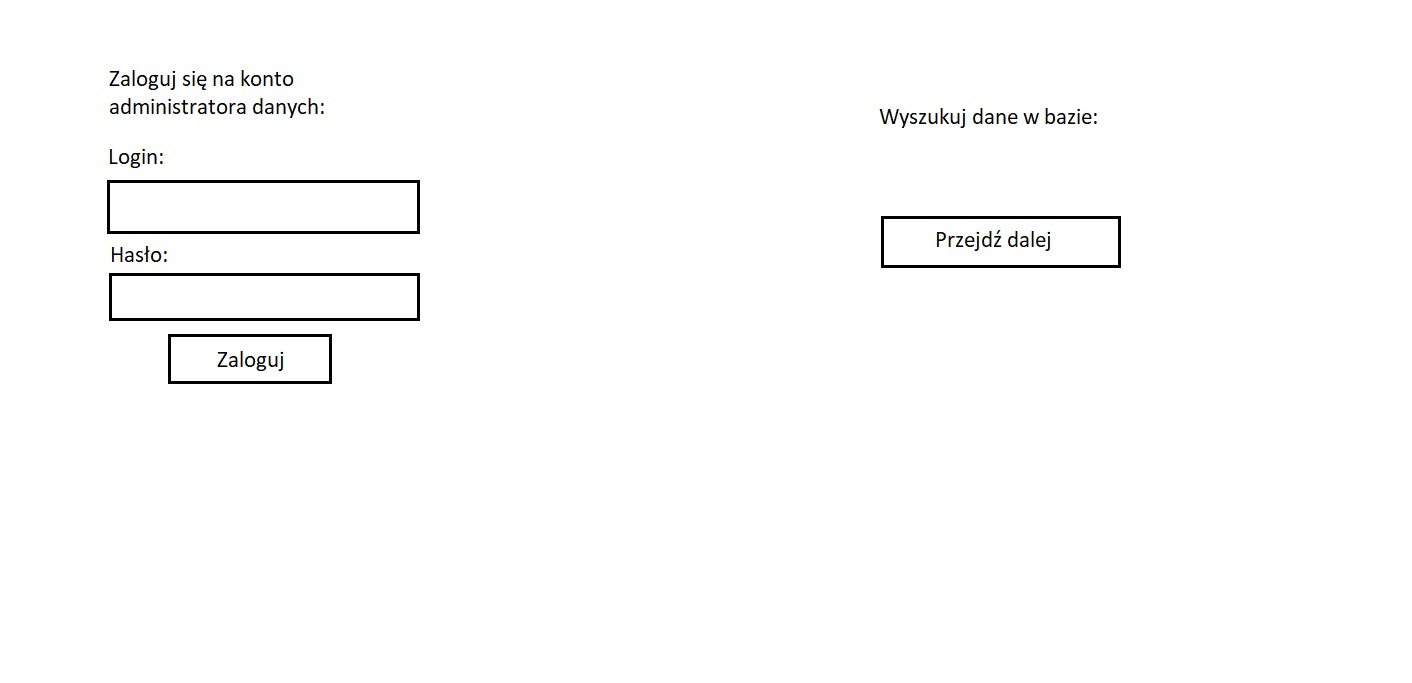 Zaloguj się na konto
administratora danych:
Login:
Hasło:
Zaloguj
Wyszukuj dane w bazie:
Przejdź dalej